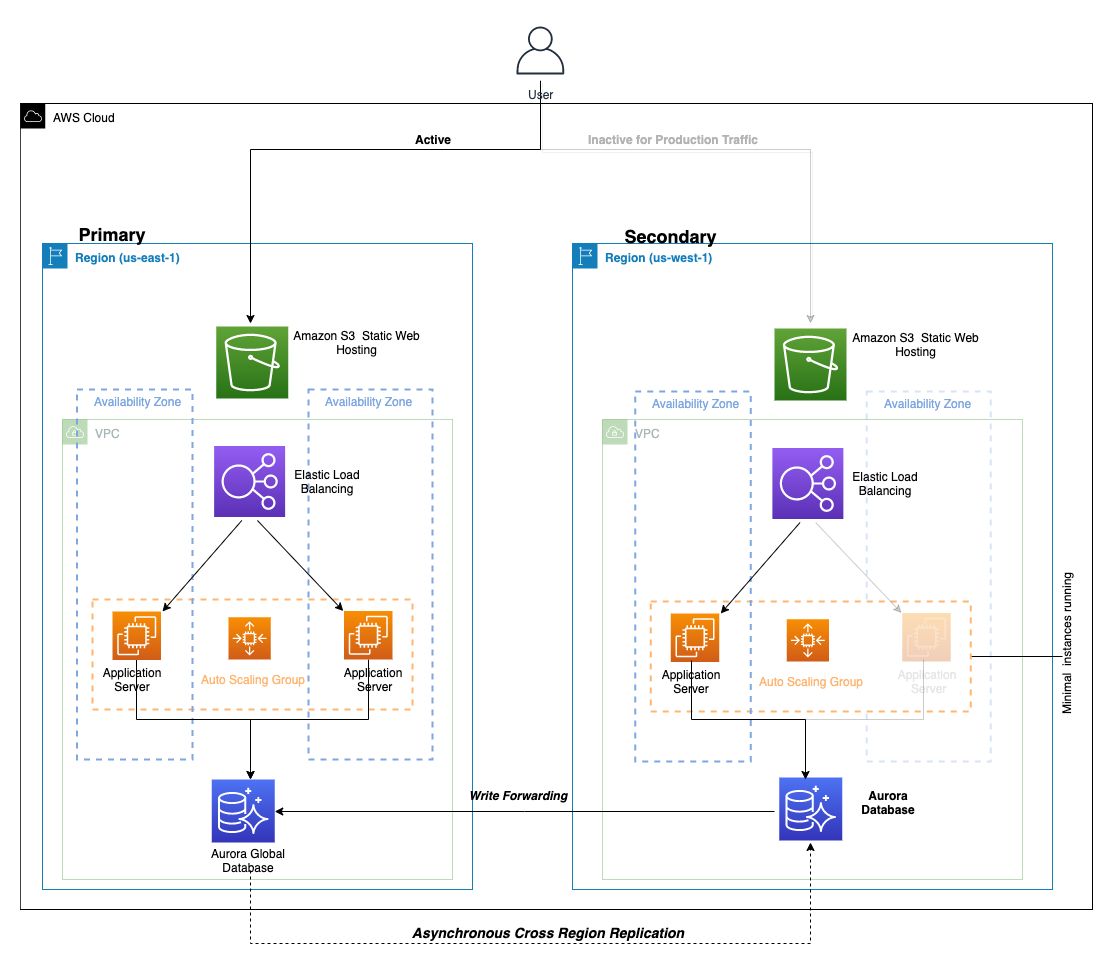 User
AWS Cloud
Active
Inactive for Production Traffic
Primary
Region (us-east-1)
Amazon S3  Static Web
Hosting
Availability Zone
Availability Zone
VPC
Elastic Load
Balancing
Application
Server
Auto Scaling Group
Application
Server
Aurora Global
Database
Secondary
Region (us-west-1)
Amazon S3  Static Web
Hosting
Availability Zone
Availability Zone
VPC
Elastic Load
Balancing
Application
Server
Auto Scaling Group
Application
Server
Minimal  instances running
Write Forwarding
Aurora
Database
Asynchronous Cross Region Replication